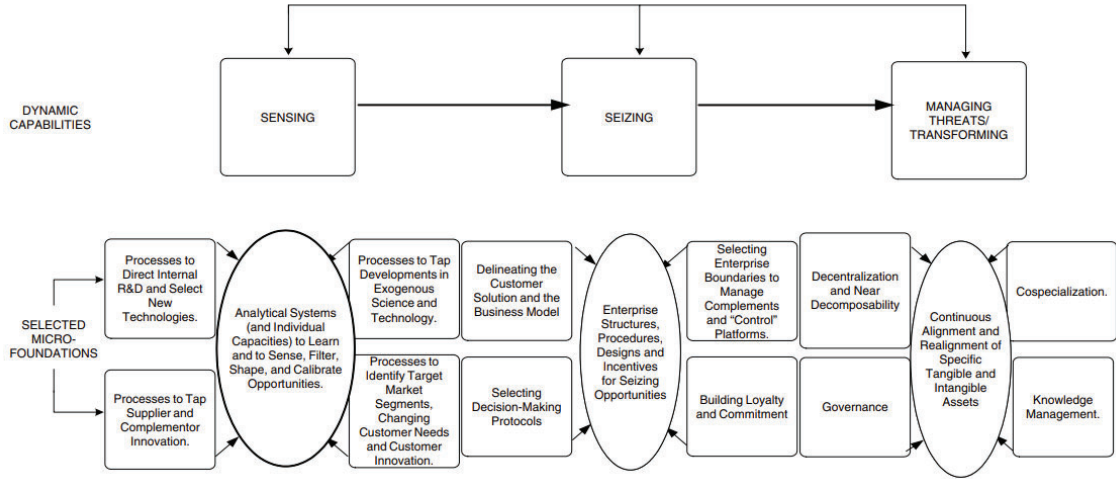 DYNAMIC
CAPABILITIES
SENSING
SEIZING
MANAGING
THREATS/
TRANSFORMING
SELECTED
MICRO-
FOUNDATIONS
Processes to
Direct Internal
R&D and Select
New
Technologies.
Processes to Tap
Supplier and
Complementor
Innovation.
Analytical Systems
(and Individual
Capacities) to Learn
and to Sense, Filter,
Shape, and Calibrate
Opportunities.
Processes to Tap
Developments in
Exogenous
Science and
Technology.
Processes to
Identify Target
Market
Segments,
Changing
Customer Needs
and Customer
Innovation.
Delineating the
Customer
Solution and the
Business Model
Selecting
Decision-Making
Protocols
Enterprise
Structures,
Procedures,
Designs and
Incentives
for Seizing
Opportunities
Selecting
Enterprise
Boundaries to
Manage
Complements
and “Control”
Platforms.
Building Loyalty
and Commitment
Decentralization
and Near
Decomposability
Governance
Continuous
Alignment and
Realignment of
Specific
Tangible and
Intangible
Assets
Cospecialization.
Knowledge
Management.